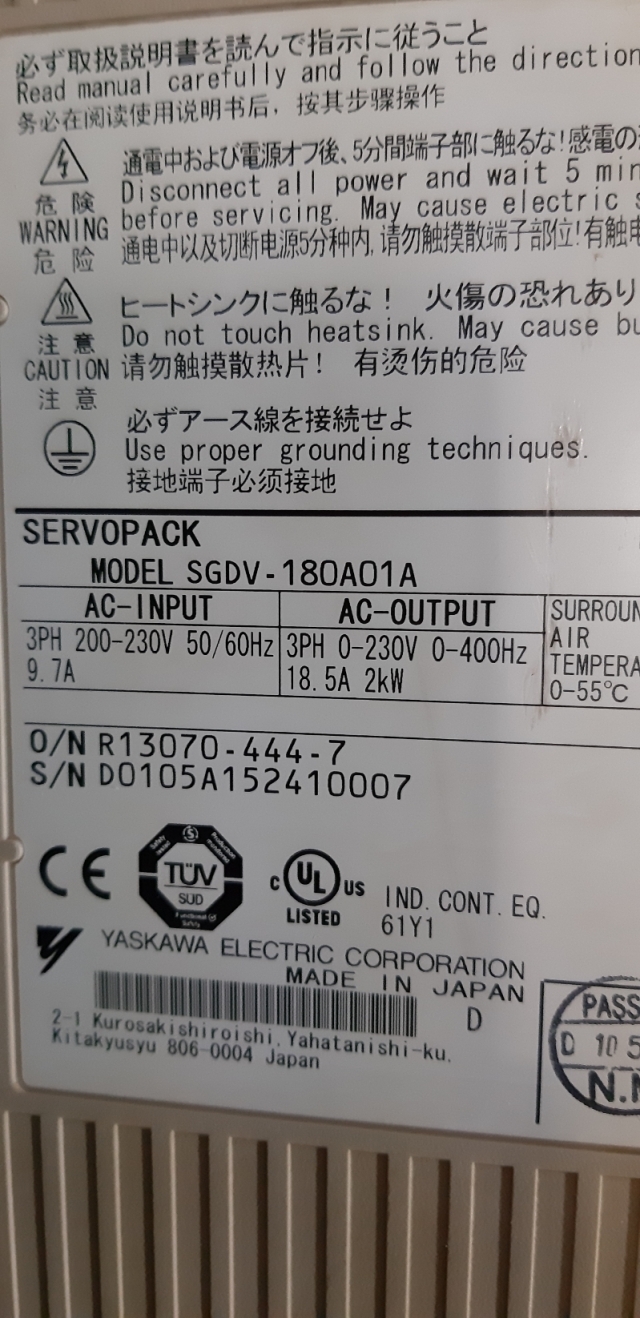 必ず取扱説明書を読んで指示に従うこと
Read manual carefully and follow the direction
务必在阅读使用说明书后，按其步骤操作
危 険
WARNING
危 险
通電中および電源オフ後、5分間端子部に触るな!感電の
Disconnect all power and wait 5 min
before servicing. May cause electric s
通电中以及切断电源5分种内,请勿触摸散端子部位!有触电
注 意
CAUTION
注 意
ヒートシンクに触るな! 火傷の恐れあり
Do not touch heatsink. May cause bu
请勿触摸散热片! 有烫伤的危险
必ずアース線を接続せよ
Use proper grounding techniques.
接地端子必须接地
SERVOPACK
MODEL SGDV-180A01A
AC-INPUT
3PH 200-230V 50/60Hz
9.7A
AC-OUTPUT
3PH 0-230V 0-400Hz
18.5A 2kW
SURROUN
AIR
TEMPERA
0-55℃
O/N R13070-444-7
S/N D0105A152410007
CE
TÜV
SÜD
c UL US
LISTED
IND. CONT. EQ.
61Y1
YASKAWA ELECTRIC CORPORATION
MADE IN JAPAN
D
2-1 Kurosakishiroishi, Yahatanishi-ku,
Kitakyusyu 806-0004 Japan
PASS
D 10 5
N.